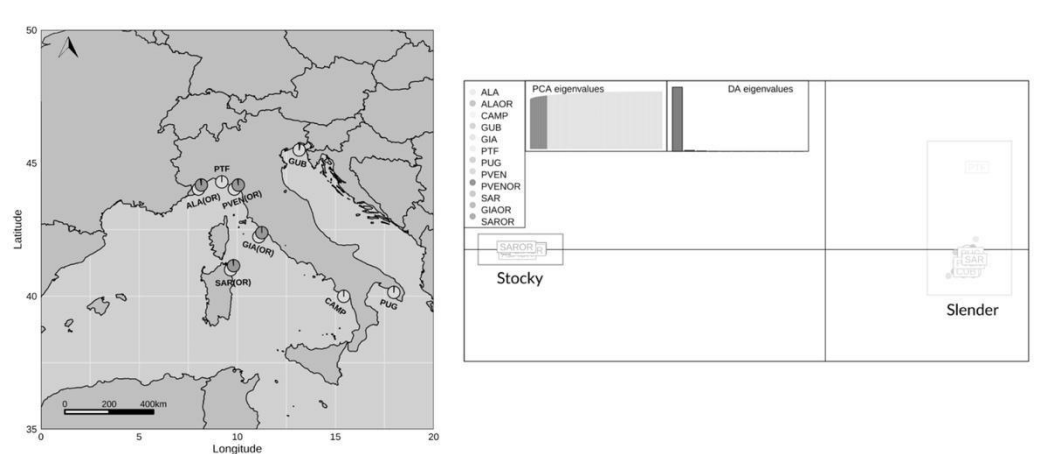 50
45
40
35
Latitude
GUB
PTF
ALA(OR)
PVEN(OR)
GIA(OR)
SAR(OR)
CAMP
PUG
0 200 400km
0 5 10 15 20
Longitude
ALA
ALAOR
CAMP
GUB
GIA
PTF
PUG
PVEN
PVENOR
SAR
GIAOR
SAROR
PCA eigenvalues
DA eigenvalues
SAROR
Stocky
PTF
SAR
Slender